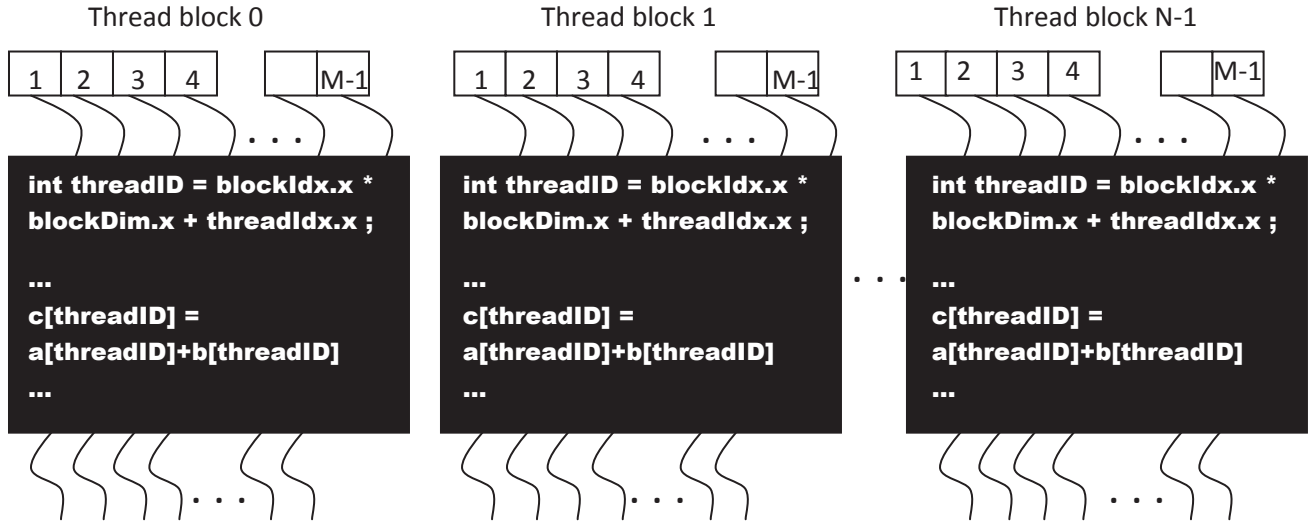 Thread block 0
1 2 3 4 M-1
int threadID = blockIdx.x *
blockDim.x + threadIdx.x ;
...
c[threadID] =
a[threadID]+b[threadID]
...
Thread block 1
1 2 3 4 M-1
int threadID = blockIdx.x *
blockDim.x + threadIdx.x ;
...
c[threadID] =
a[threadID]+b[threadID]
...
Thread block N-1
1 2 3 4 M-1
int threadID = blockIdx.x *
blockDim.x + threadIdx.x ;
...
c[threadID] =
a[threadID]+b[threadID]
...